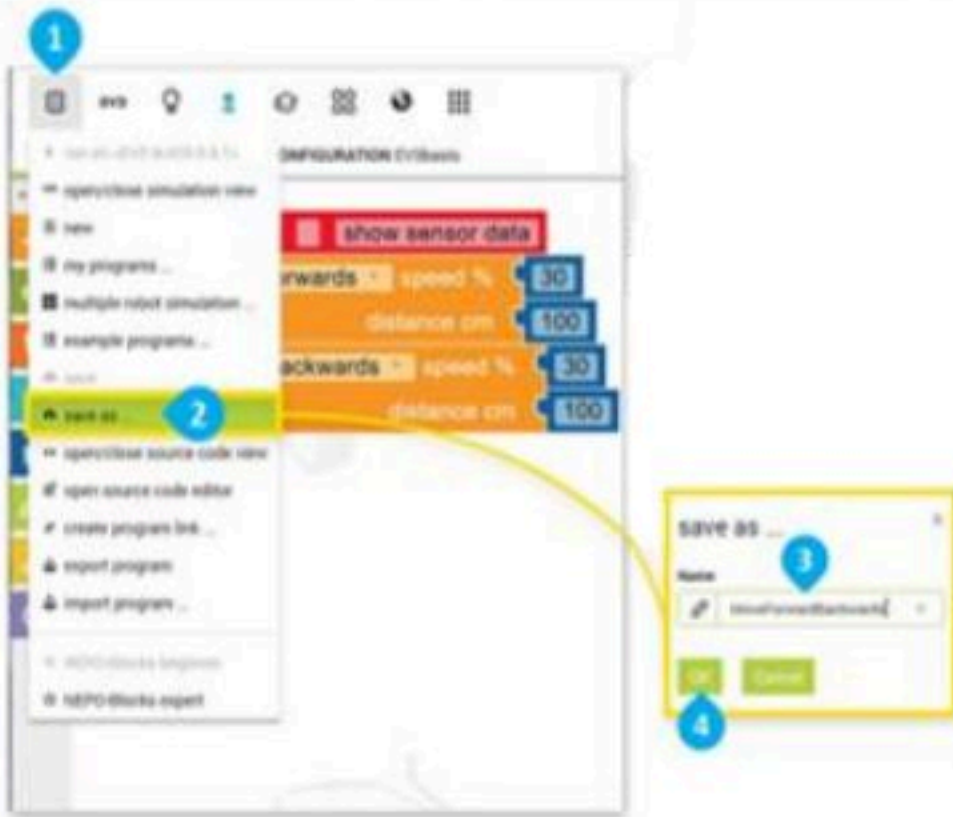 1
CONFIGURATION EV3basis
open/close simulation view
new
show sensor data
my programs ...
forwards speed % 30
multiple robot simulation ...
distance cm 100
example programs ...
backwards speed % 30
save
save as ... 2
distance cm 100
open/close source code view
open source code editor
create program link ...
export program
import program ...
NEPO-Blocks beginner
NEPO-Blocks expert
save as ...
3
Name
MoveForwardBackwards
OK Cancel
4